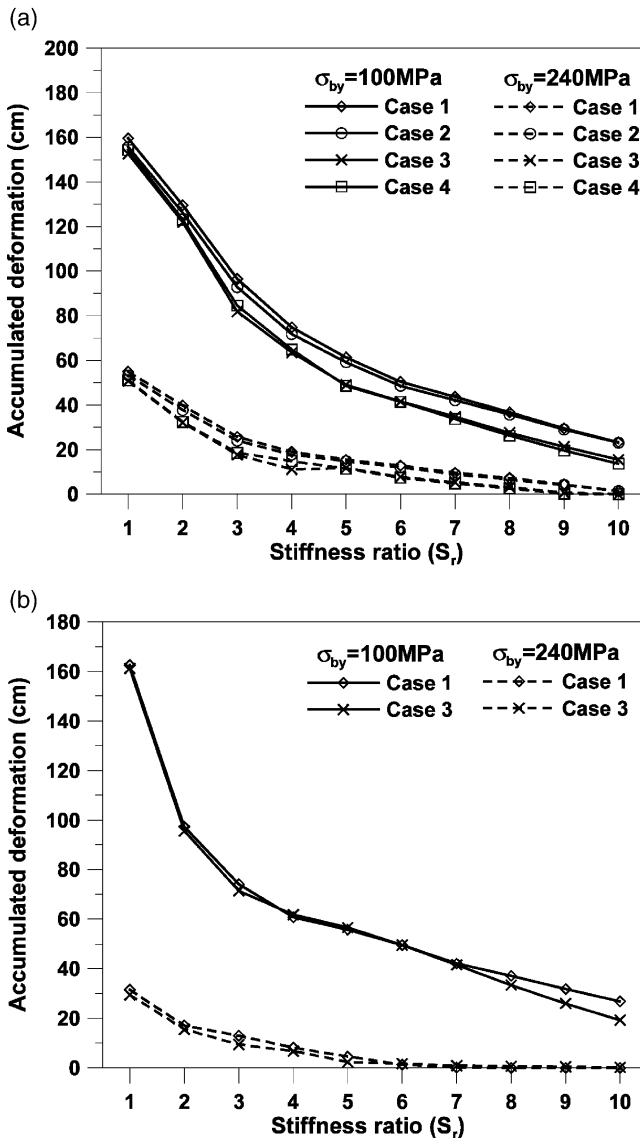 (a)
200
180
160
140
120
100
80
60
40
20
0
Accumulated deformation (cm)
σby=100MPa σby=240MPa
Case 1 Case 1
Case 2 Case 2
Case 3 Case 3
Case 4 Case 4
1 2 3 4 5 6 7 8 9 10
Stiffness ratio (Sr)
(b)
180
160
140
120
100
80
60
40
20
0
Accumulated deformation (cm)
σby=100MPa σby=240MPa
Case 1 Case 1
Case 3 Case 3
1 2 3 4 5 6 7 8 9 10
Stiffness ratio (Sr)